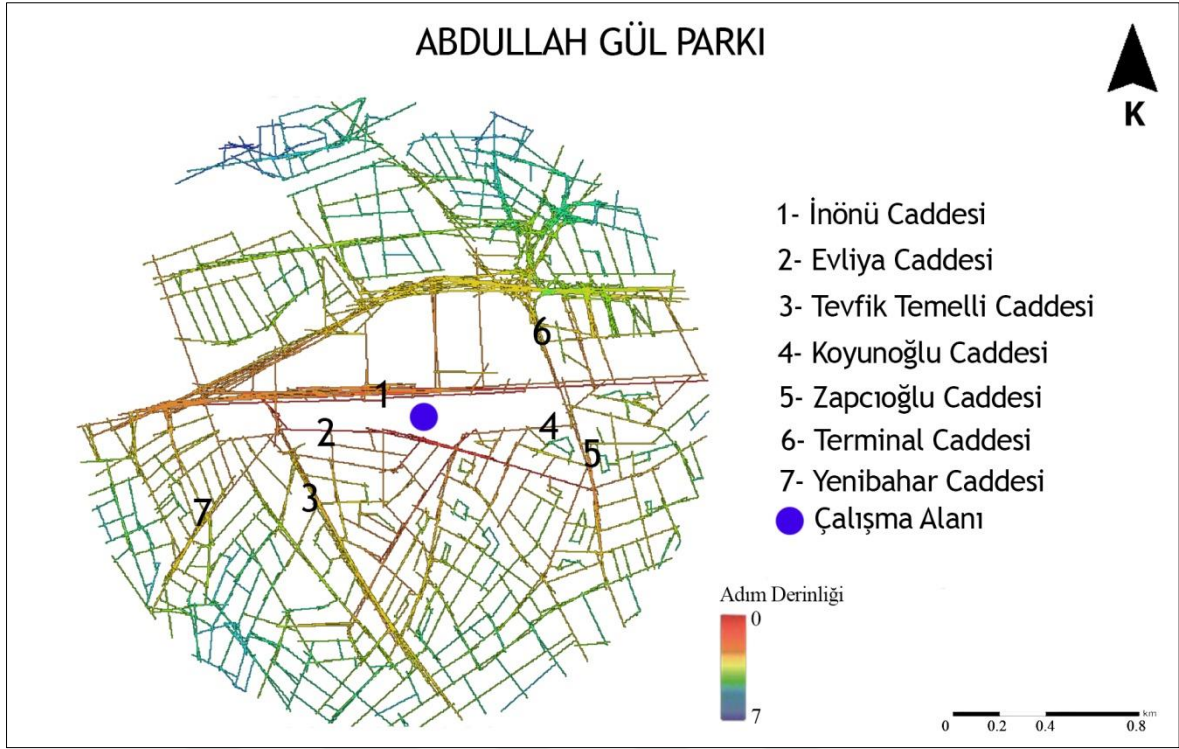 ABDULLAH GÜL PARKI
K
1- İnönü Caddesi
2- Evliya Caddesi
3- Tevfik Temelli Caddesi
4- Koyunoğlu Caddesi
5- Zapcıoğlu Caddesi
6- Terminal Caddesi
7- Yenibahar Caddesi
Çalışma Alanı
6
1
2
4
5
3
7
Adım Derinliği
0
7
km
0 0.2 0.4 0.8